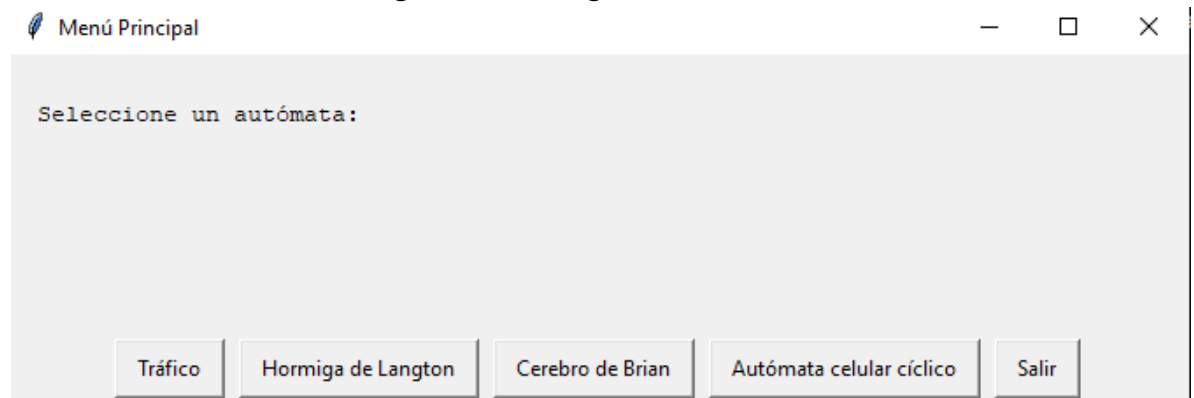 Menú Principal
Seleccione un autómata:
Tráfico Hormiga de Langton Cerebro de Brian Autómata celular cíclico Salir